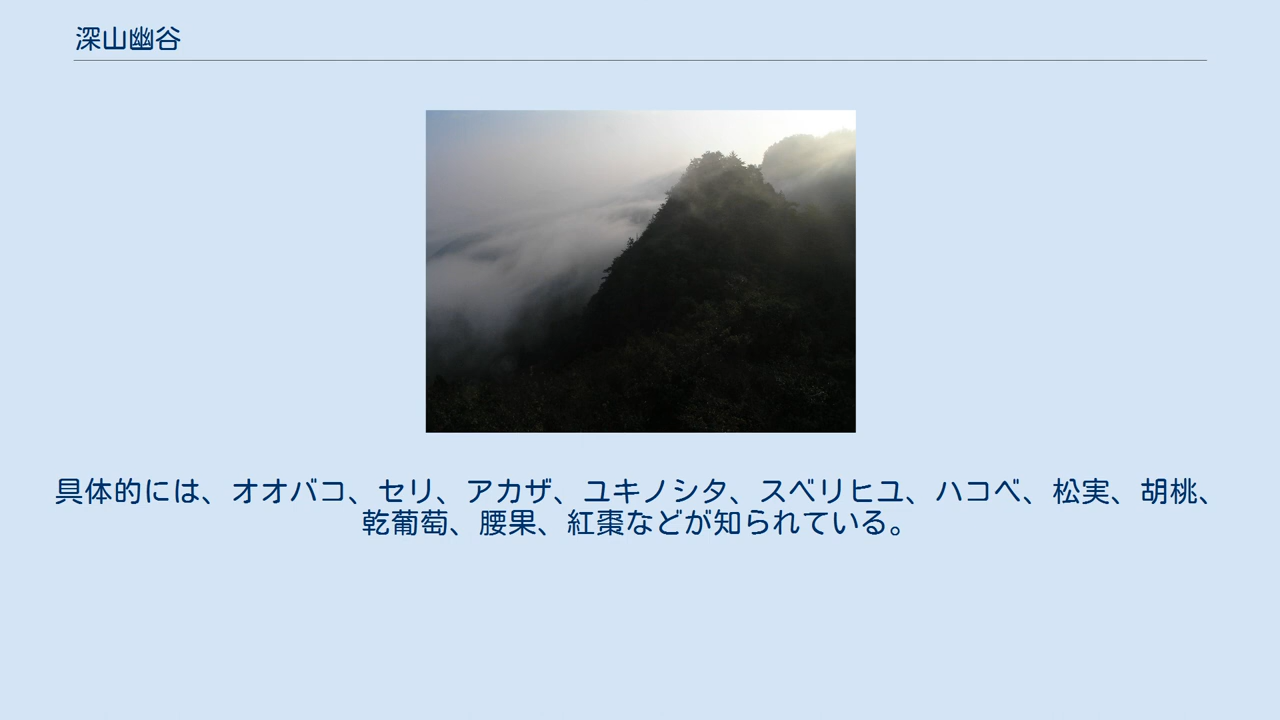 深山幽谷
具体的には、オオバコ、セリ、アカザ、ユキノシタ、スベリヒユ、ハコベ、松実、胡桃、
乾葡萄、腰果、紅棗などが知られている。